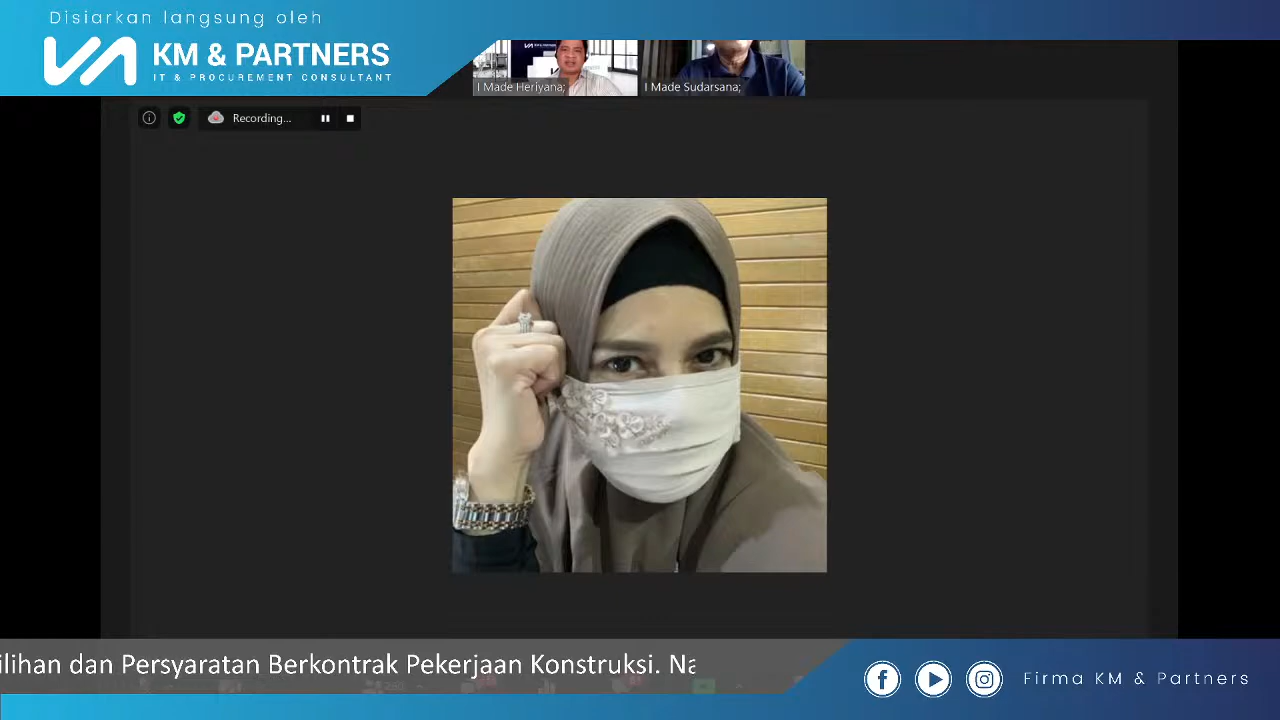 Disiarkan langsung oleh
KM & PARTNERS
IT & PROCUREMENT CONSULTANT
I Made Heriyana;
I Made Sudarsana;
Recording...
ilihan dan Persyaratan Berkontrak Pekerjaan Konstruksi. Na
Firma KM & Partners